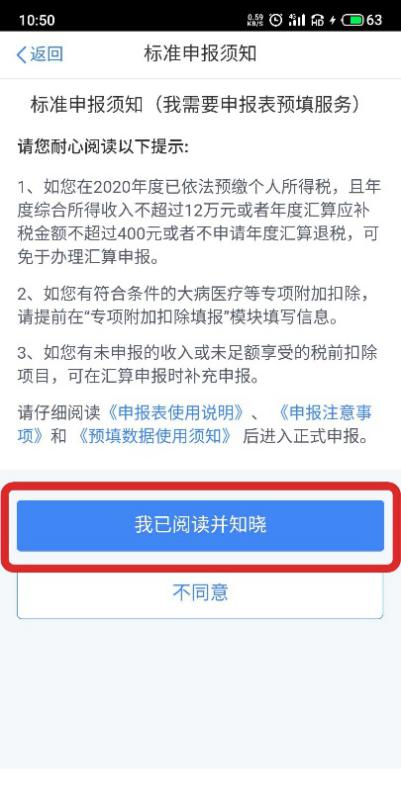 10:50
0.59 KB/S
4G
HD
63
返回
标准申报须知
标准申报须知（我需要申报表预填服务）
请您耐心阅读以下提示:
1、如您在2020年度已依法预缴个人所得税，且年
度综合所得收入不超过12万元或者年度汇算应补
税金额不超过400元或者不申请年度汇算退税，可
免于办理汇算申报。
2、如您有符合条件的大病医疗等专项附加扣除，
请提前在“专项附加扣除填报”模块填写信息。
3、如您有未申报的收入或未足额享受的税前扣除
项目，可在汇算申报时补充申报。
请仔细阅读《申报表使用说明》、《申报注意事
项》和《预填数据使用须知》后进入正式申报。
我已阅读并知晓
不同意